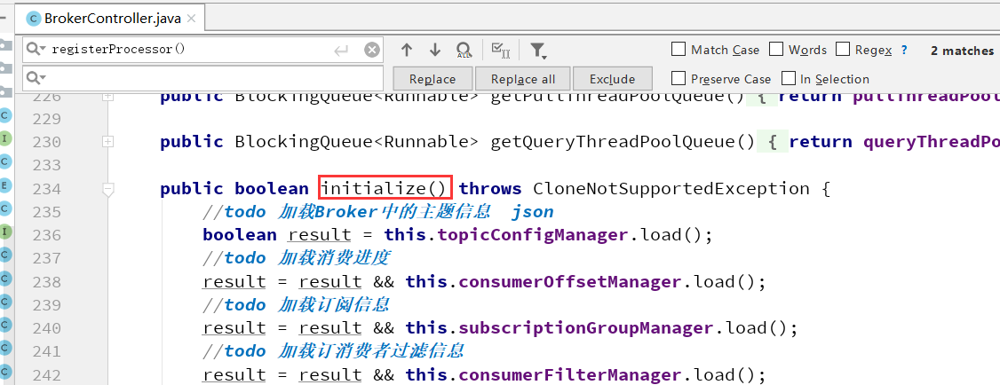 BrokerController.java
registerProcessor()
Match Case Words Regex ? 2 matches
Replace Replace all Exclude Preserve Case In Selection
226 public BlockingQueue<Runnable> getPullThreadPoolQueue() { return pullThreadPool
229
230 public BlockingQueue<Runnable> getQueryThreadPoolQueue() { return queryThreadPo
233
234 public boolean initialize() throws CloneNotSupportedException {
235 //todo 加载Broker中的主题信息 json
236 boolean result = this.topicConfigManager.load();
237 //todo 加载消费进度
238 result = result && this.consumerOffsetManager.load();
239 //todo 加载订阅信息
240 result = result && this.subscriptionGroupManager.load();
241 //todo 加载订消费者过滤信息
242 result = result && this.consumerFilterManager.load();